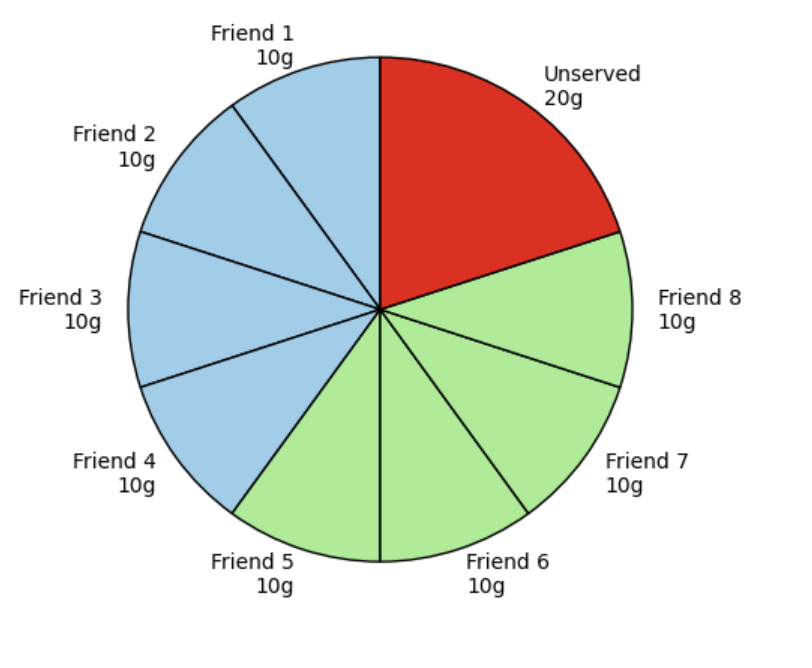 Friend 1
10g
Unserved
20g
Friend 2
10g
Friend 3
10g
Friend 8
10g
Friend 4
10g
Friend 7
10g
Friend 5
10g
Friend 6
10g